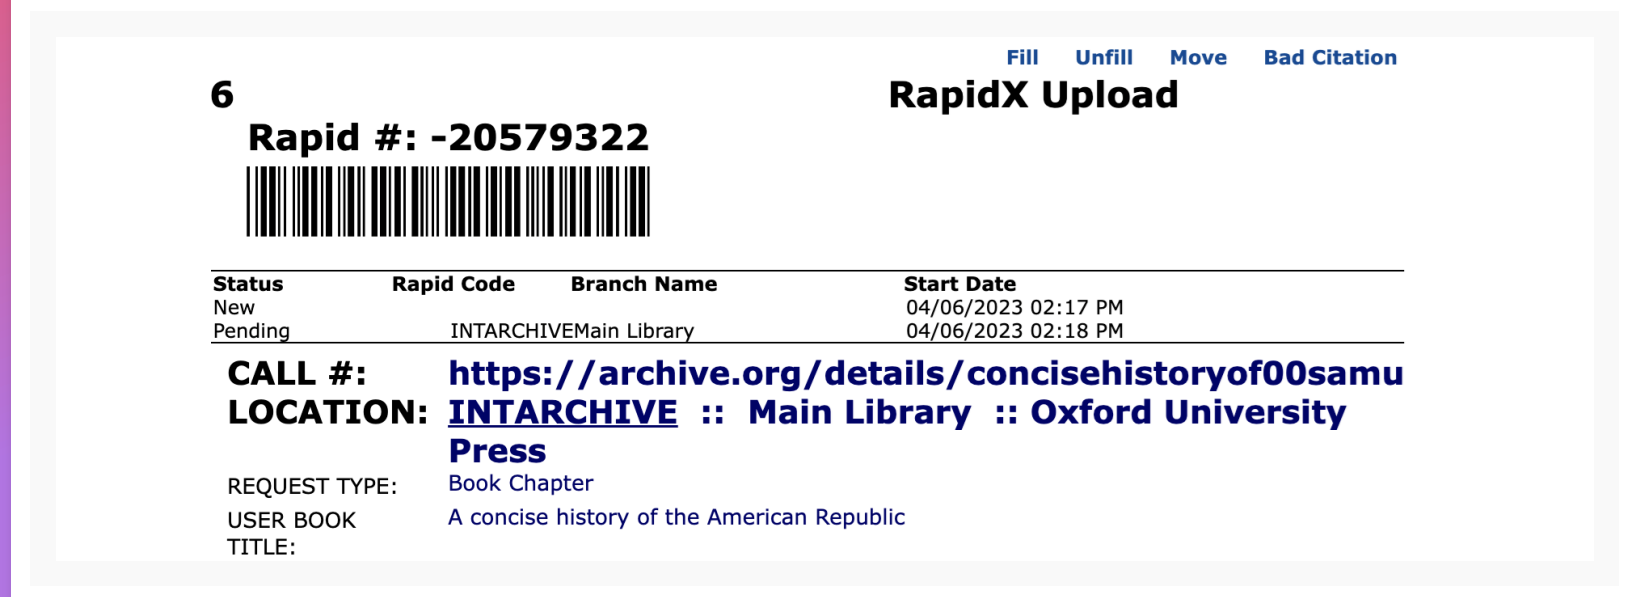 Fill Unfill Move Bad Citation
6 RapidX Upload
Rapid #: -20579322
Status Rapid Code Branch Name Start Date
New 04/06/2023 02:17 PM
Pending INTARCHIVEMain Library 04/06/2023 02:18 PM
CALL #: https://archive.org/details/concisehistoryof00samu
LOCATION: INTARCHIVE :: Main Library :: Oxford University
Press
REQUEST TYPE: Book Chapter
USER BOOK A concise history of the American Republic
TITLE: